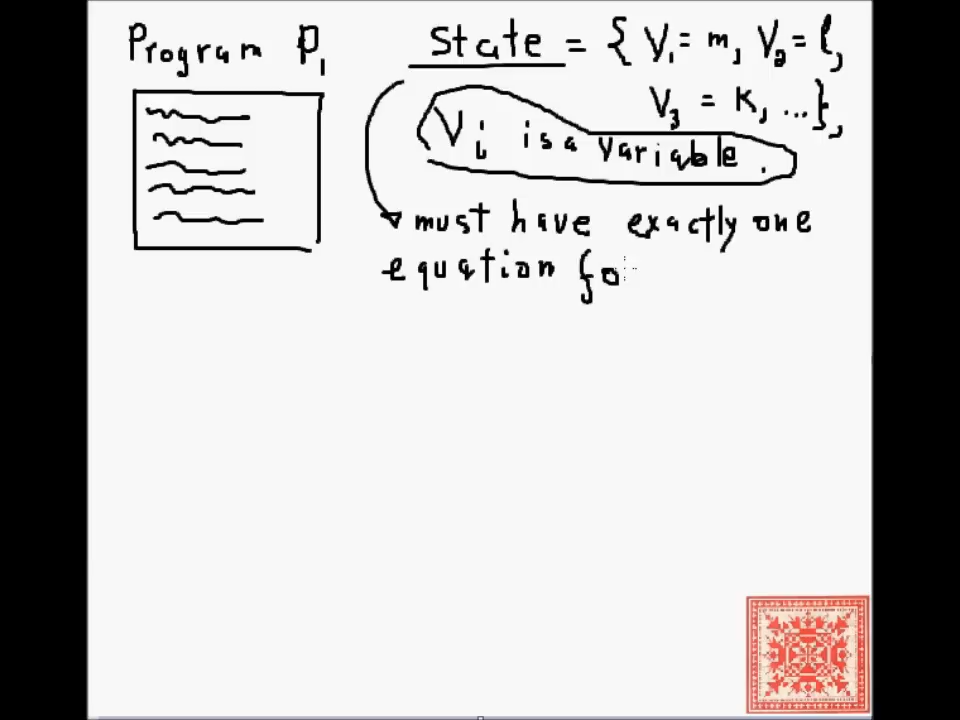 Program P₁
State = { V₁ = m, V₂ = l,
V₃ = K, ... },
Vi is a variable.
must have exactly one
equation fo